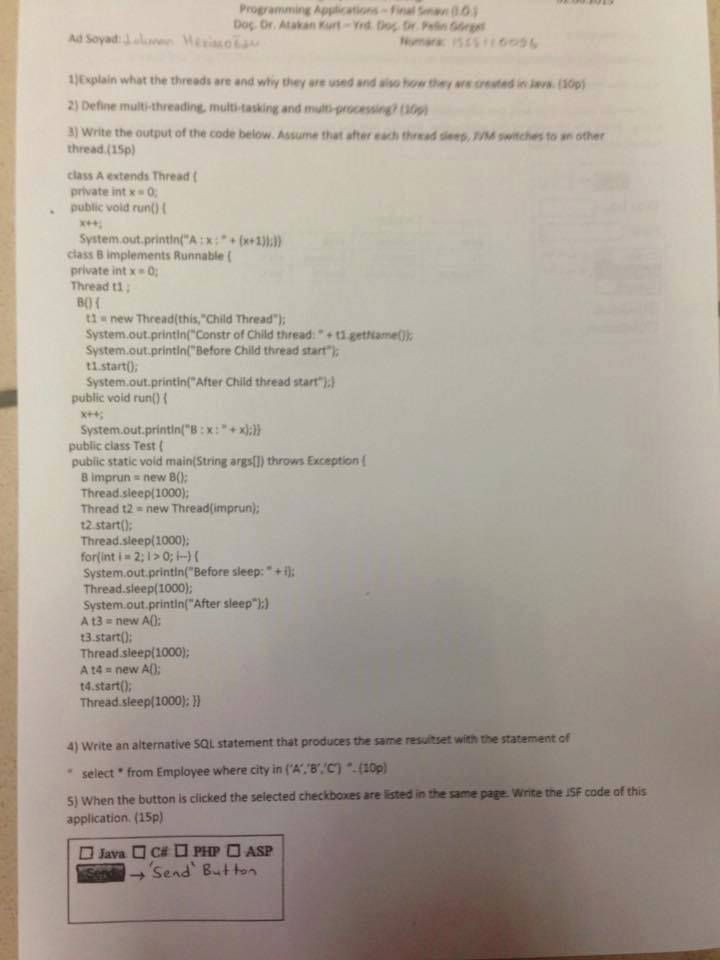 Programming Applications – Final Sınavı (İ.Ö.)
Doç. Dr. Atakan Kurt – Yrd. Doç. Dr. Pelin Görgel
Ad Soyad:
Numara:
1)Explain what the threads are and why they are used and also how they are created in Java. (10p)
2) Define multi-threading, multi-tasking and multi-processing? (10p)
3) Write the output of the code below. Assume that after each thread sleep, JVM switches to an other
thread.(15p)
class A extends Thread {
private int x = 0;
public void run() {
x++;
System.out.println("A : x : " + (x+1));}}
class B implements Runnable {
private int x = 0;
Thread t1 ;
B() {
t1 = new Thread(this,"Child Thread");
System.out.println("Constr of Child thread: " + t1.getName());
System.out.println("Before Child thread start");
t1.start();
System.out.println("After Child thread start");}
public void run() {
x++;
System.out.println("B : x : " + x);}}
public class Test {
public static void main(String args[]) throws Exception {
B imprun = new B();
Thread.sleep(1000);
Thread t2 = new Thread(imprun);
t2.start();
Thread.sleep(1000);
for(int i = 2; i > 0; i--) {
System.out.println("Before sleep: " + i);
Thread.sleep(1000);
System.out.println("After sleep");}
A t3 = new A();
t3.start();
Thread.sleep(1000);
A t4 = new A();
t4.start();
Thread.sleep(1000); }}
4) Write an alternative SQL statement that produces the same resultset with the statement of
" select * from Employee where city in ('A','B','C') ". (10p)
5) When the button is clicked the selected checkboxes are listed in the same page. Write the JSF code of this
application. (15p)
Java C# PHP ASP
Send → 'Send' Button